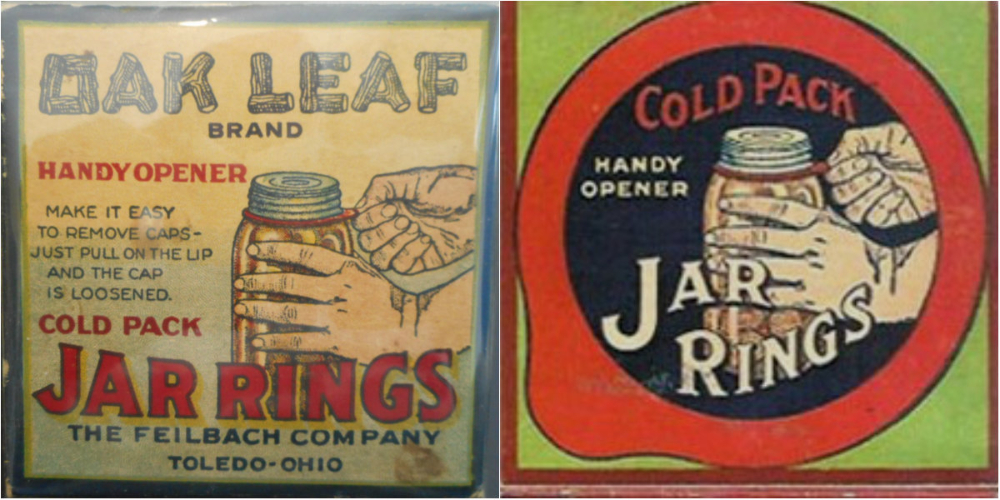 OAK LEAF
BRAND
HANDY OPENER
MAKE IT EASY
TO REMOVE CAPS-
JUST PULL ON THE LIP
AND THE CAP
IS LOOSENED.
COLD PACK
JAR RINGS
THE FEILBACH COMPANY
TOLEDO-OHIO
COLD PACK
HANDY
OPENER
JAR
RINGS